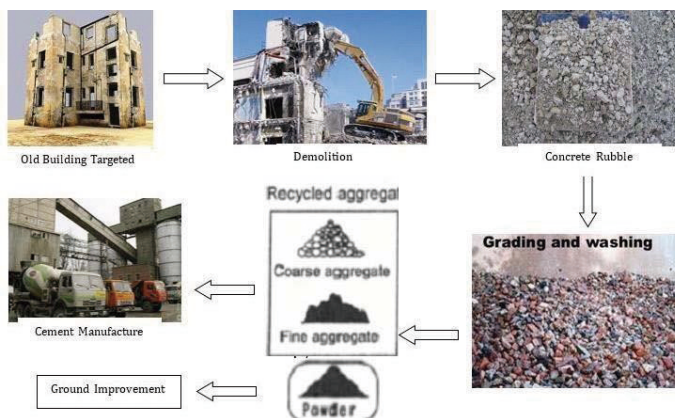 Old Building Targeted
Demolition
Concrete Rubble
Recycled aggregat
Grading and washing
Coarse aggregate
Fine aggregate
Cement Manufacture
Ground Improvement
Powder